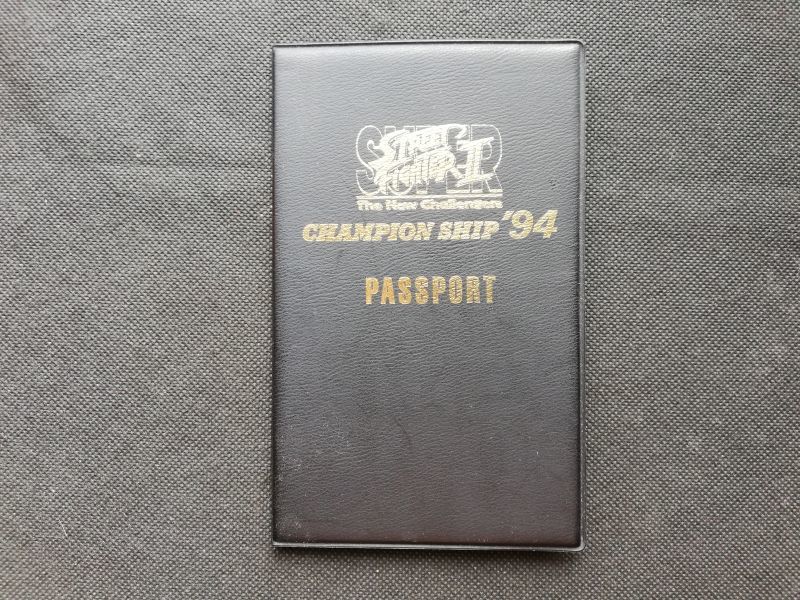 SUPER
STREET
FIGHTER II
The New Challengers
CHAMPION SHIP '94
PASSPORT